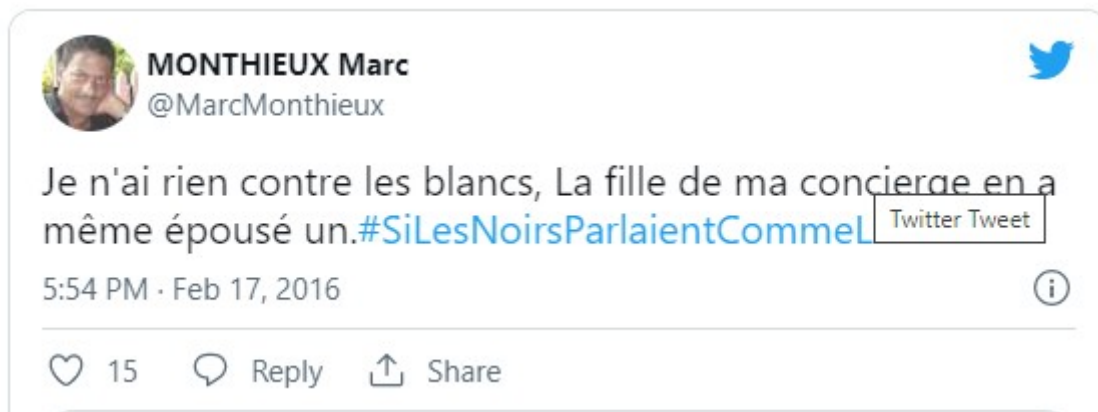 MONTHIEUX Marc
@MarcMonthieux
Je n'ai rien contre les blancs, La fille de ma concierge en a
même épousé un.#SiLesNoirsParlaientCommeL
Twitter Tweet
5:54 PM · Feb 17, 2016
15 Reply Share